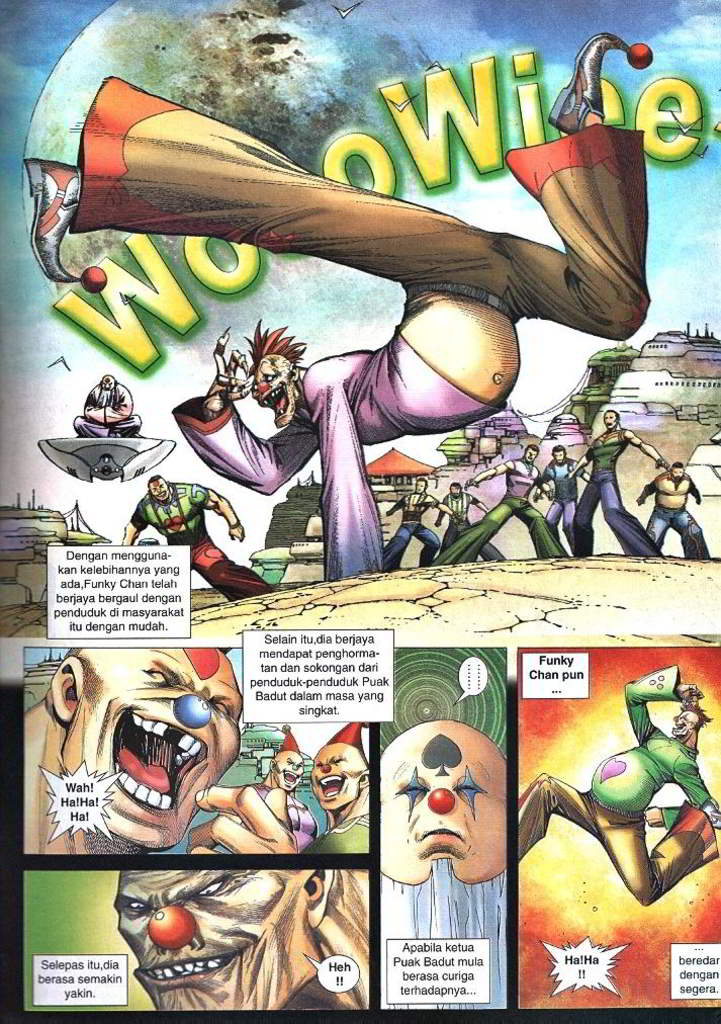 WooooWiee
Dengan mengguna-
kan kelebihannya yang
ada,Funky Chan telah
berjaya bergaul dengan
penduduk di masyarakat
itu dengan mudah.
Selain itu,dia berjaya
mendapat penghorma-
tan dan sokongan dari
penduduk-penduduk Puak
Badut dalam masa yang
singkat.
Wah!
Ha!Ha!
Ha!
Selepas itu,dia
berasa semakin
yakin.
Heh
!!
......
Apabila ketua
Puak Badut mula
berasa curiga
terhadapnya...
Funky
Chan pun
...
Ha!Ha
!!
...
beredar
dengan
segera.